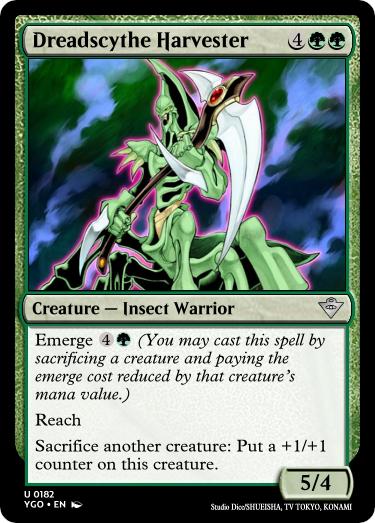 Dreadscythe Harvester 4
Creature — Insect Warrior
Emerge 4 (You may cast this spell by
sacrificing a creature and paying the
emerge cost reduced by that creature's
mana value.)
Reach
Sacrifice another creature: Put a +1/+1
counter on this creature.
5/4
U 0182
YGO • EN Studio Dice/SHUEISHA, TV TOKYO, KONAMI